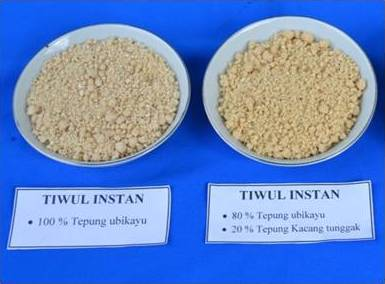 TIWUL INSTAN
• 100 % Tepung ubikayu
TIWUL INSTAN
• 80 % Tepung ubikayu
• 20 % Tepung Kacang tunggak